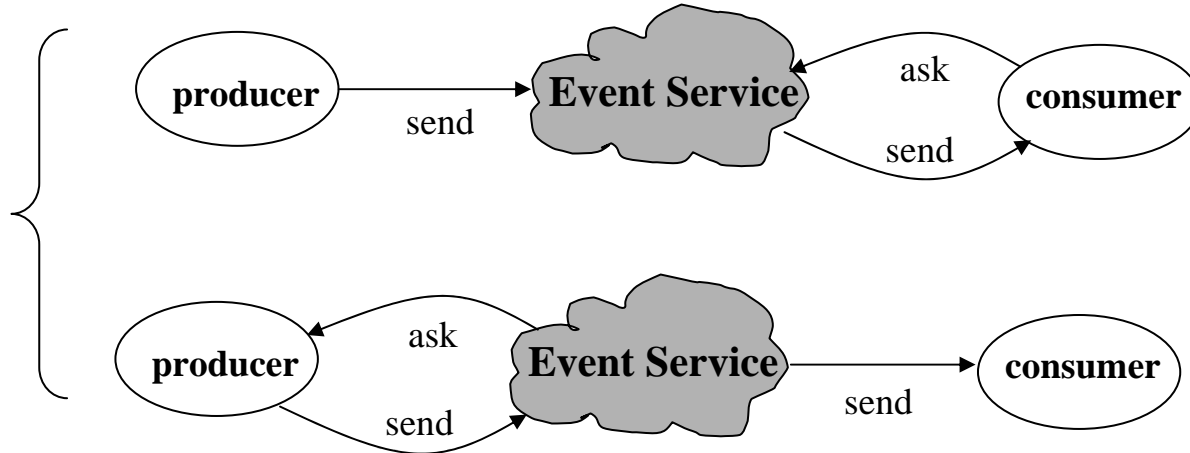 producer
send
Event Service
ask
send
consumer
producer
ask
send
Event Service
send
consumer